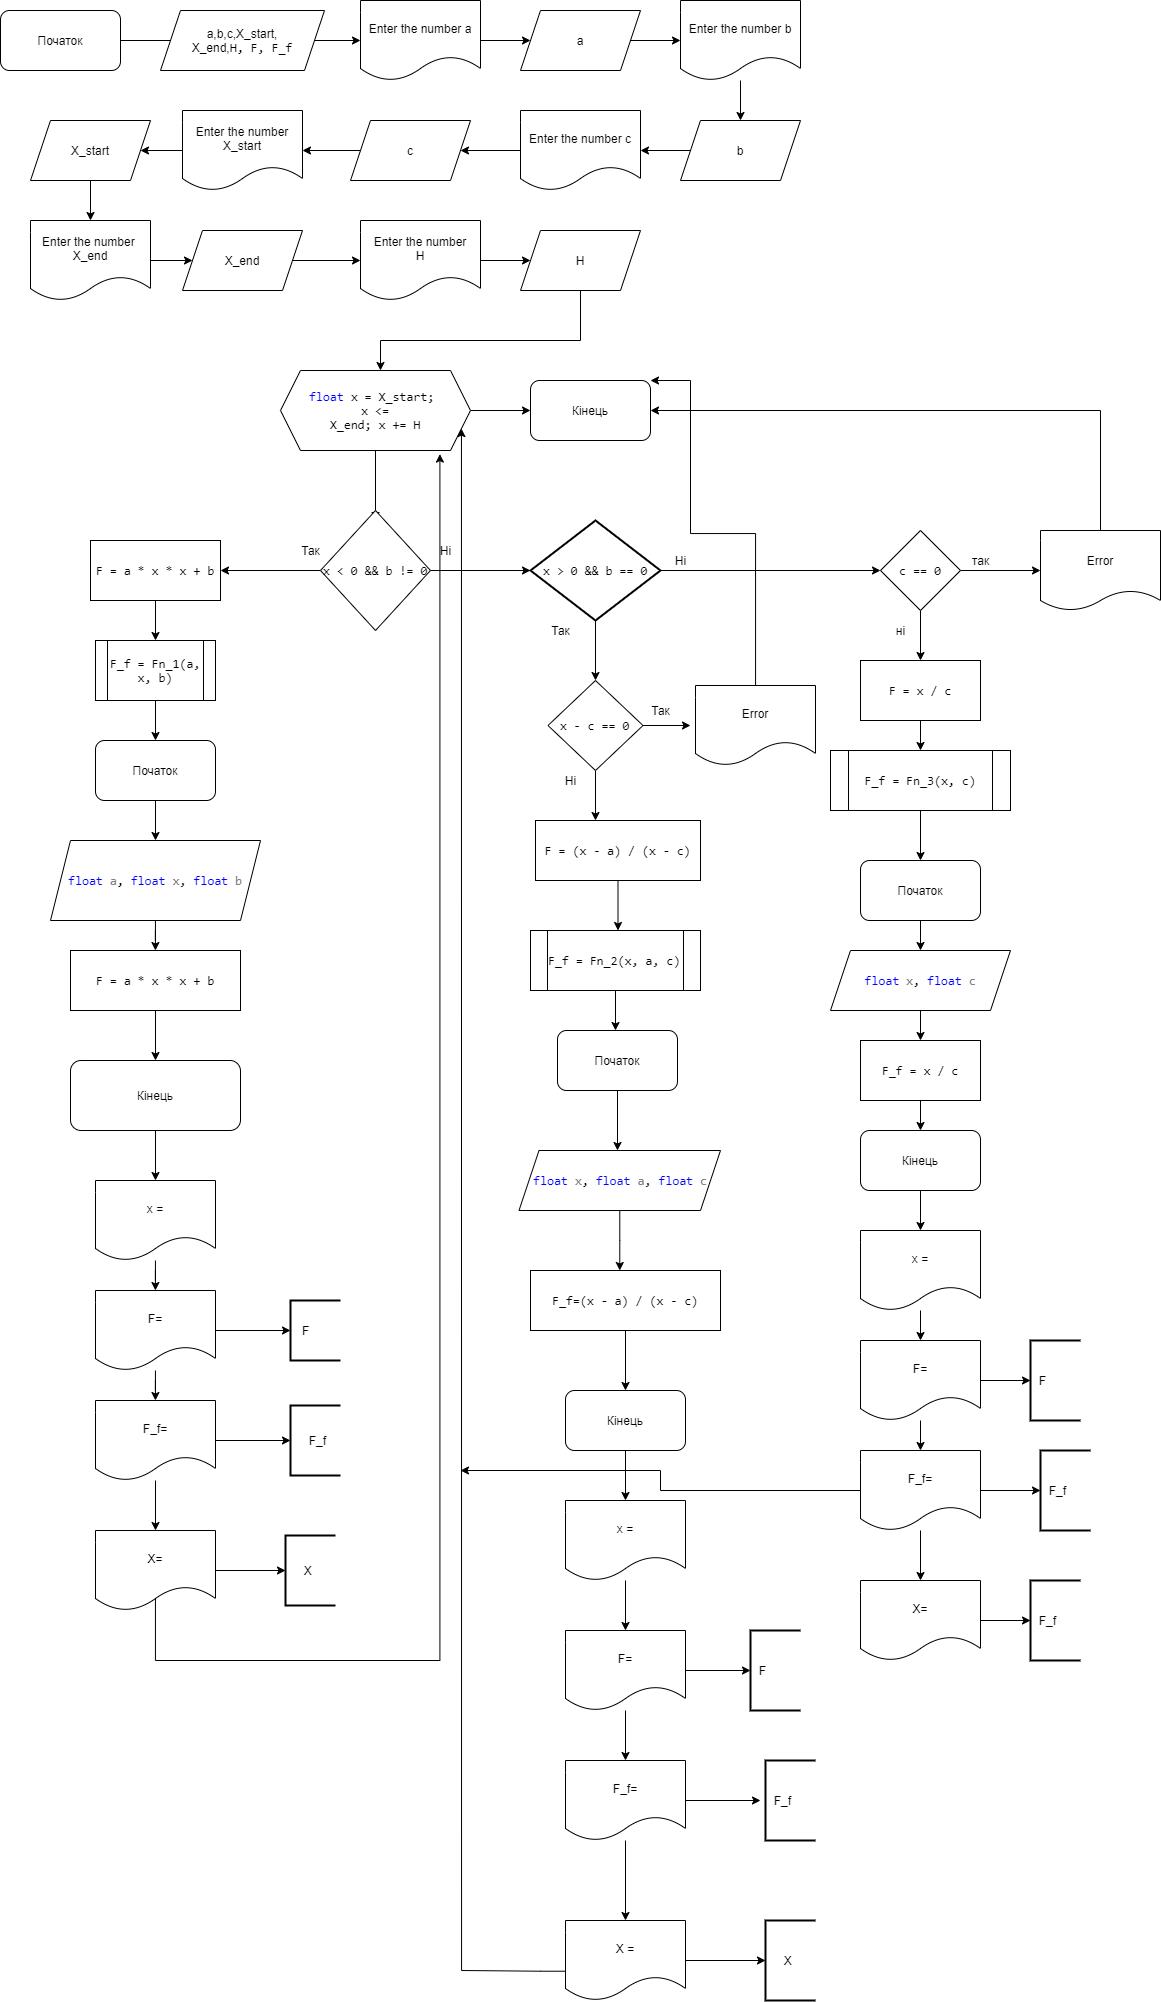 Початок
a,b,c,X_start,
X_end,H, F, F_f
Enter the number a
a
Enter the number b
X_start
Enter the number
X_start
c
Enter the number c
b
Enter the number
X_end
X_end
Enter the number
H
H
float x = X_start;
x <=
X_end; x += H
Кінець
Так
Ні
F = a * x * x + b
x < 0 && b != 0
x > 0 && b == 0
Ні
c == 0
так
Error
Так
ні
F_f = Fn_1(a,
x, b)
F = x / c
x - c == 0
Так
Error
Початок
Ні
F_f = Fn_3(x, c)
F = (x - a) / (x - c)
float a, float x, float b
Початок
F_f = Fn_2(x, a, c)
F = a * x * x + b
float x, float c
Початок
F_f = x / c
Кінець
Кінець
float x, float a, float c
x =
x =
F_f=(x - a) / (x - c)
F=
F
F=
F
Кінець
F_f=
F_f
F_f=
F_f
x =
X=
X
X=
F_f
F=
F
F_f=
F_f
X =
X